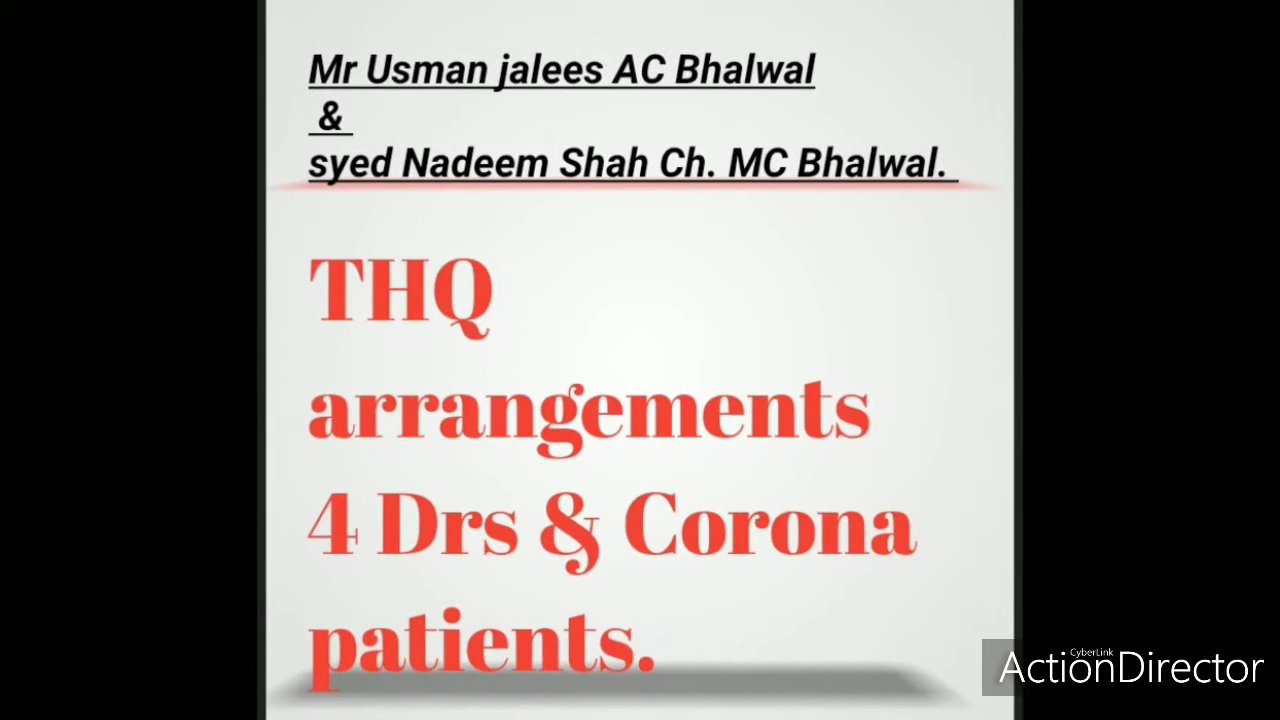 Mr Usman jalees AC Bhalwal
&
syed Nadeem Shah Ch. MC Bhalwal.
THQ
arrangements
4 Drs & Corona
patients.
CyberLink
ActionDirector